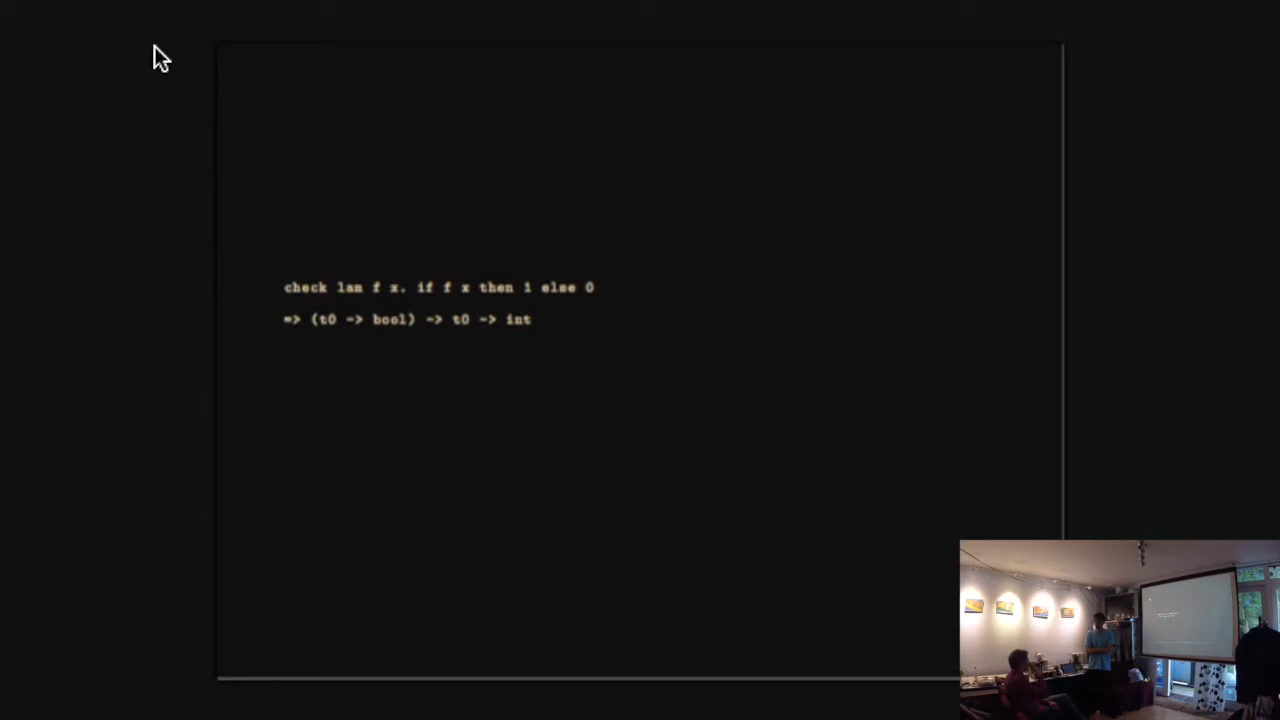 check lam f x. if f x then 1 else 0
=> (t0 -> bool) -> t0 -> int